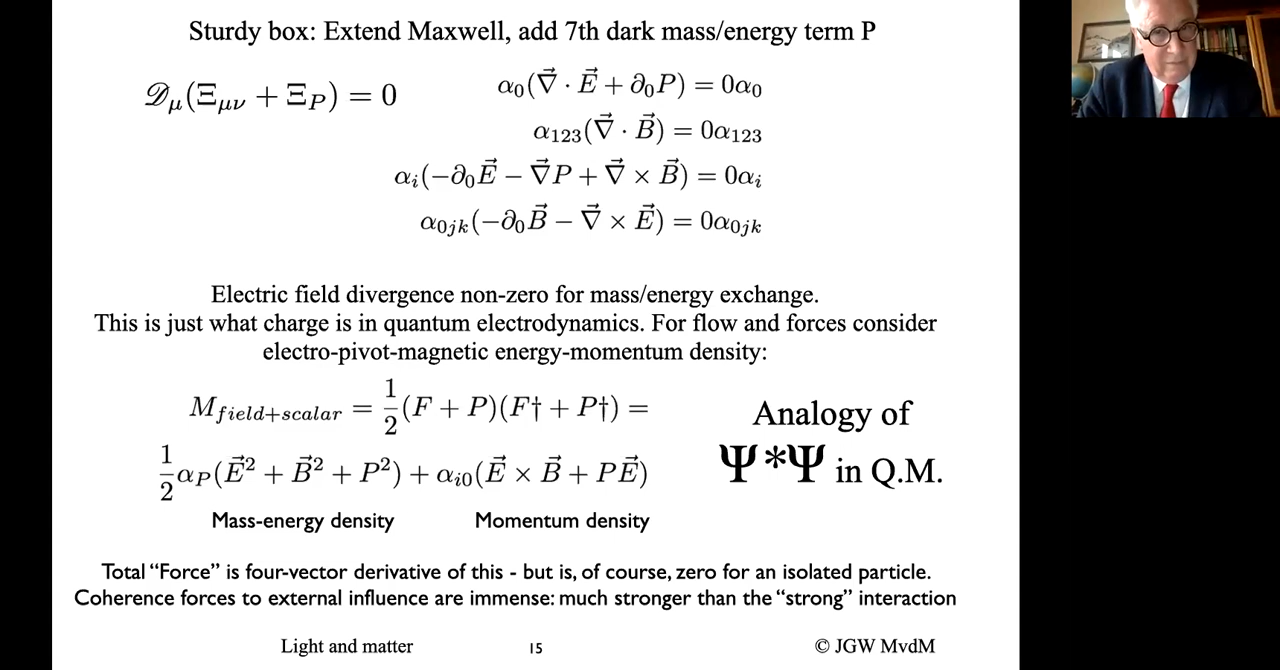 Sturdy box: Extend Maxwell, add 7th dark mass/energy term P
𝒟_μ(Ξ_μν + Ξ_P) = 0
α_0(∇⃗ · E⃗ + ∂_0P) = 0α_0
α_123(∇⃗ · B⃗) = 0α_123
α_i(−∂_0E⃗ − ∇⃗P + ∇⃗ × B⃗) = 0α_i
α_0jk(−∂_0B⃗ − ∇⃗ × E⃗) = 0α_0jk
Electric field divergence non-zero for mass/energy exchange.
This is just what charge is in quantum electrodynamics. For flow and forces consider
electro-pivot-magnetic energy-momentum density:
M_field+scalar = 1/2(F + P)(F† + P†) =
1/2 α_P(E⃗² + B⃗² + P²) + α_i0(E⃗ × B⃗ + PE⃗)
Analogy of
Ψ*Ψ in Q.M.
Mass-energy density Momentum density
Total "Force" is four-vector derivative of this - but is, of course, zero for an isolated particle.
Coherence forces to external influence are immense: much stronger than the "strong" interaction
Light and matter 15 © JGW MvdM